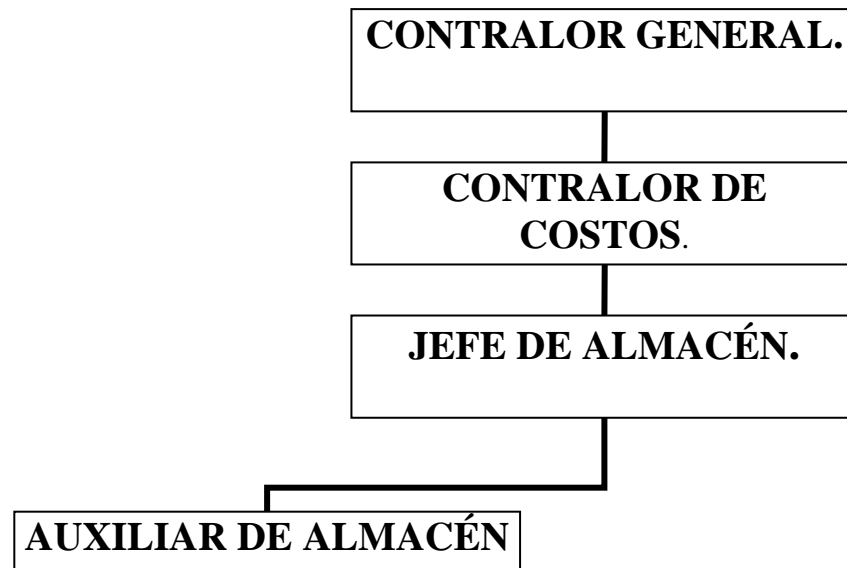 CONTRALOR GENERAL.
CONTRALOR DE
COSTOS.
JEFE DE ALMACÉN.
AUXILIAR DE ALMACÉN